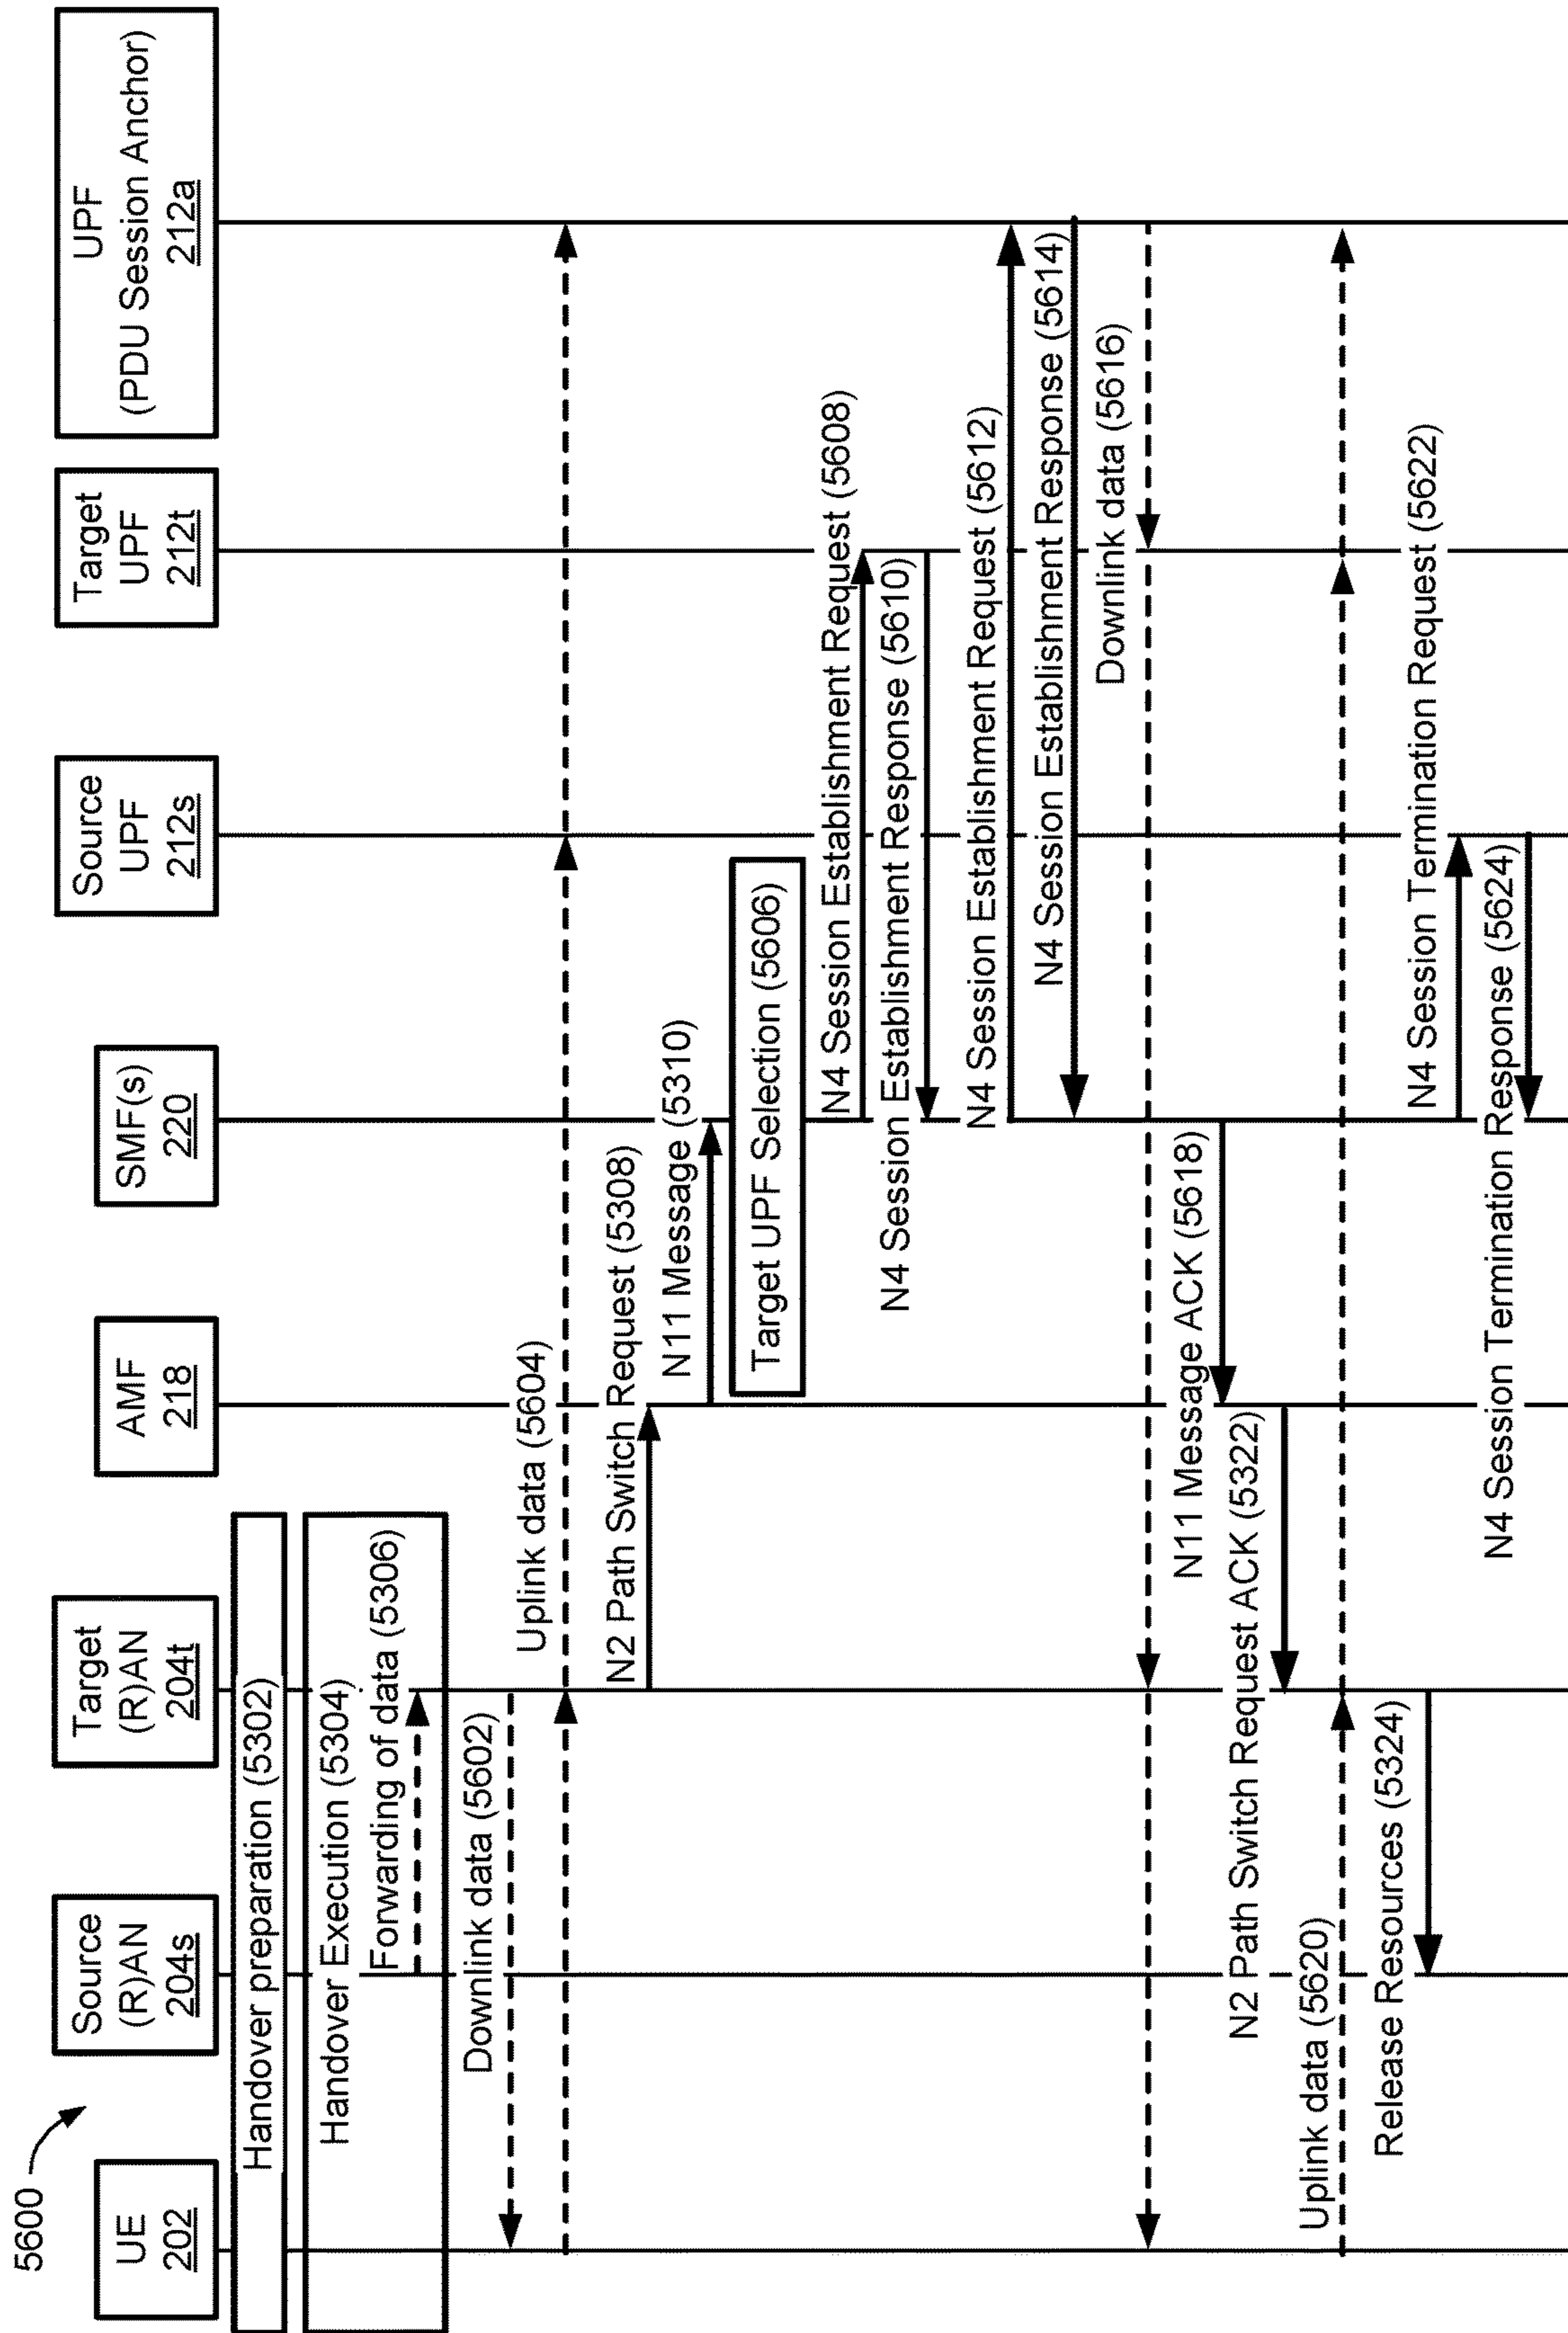 5600
UE
202
Source
(R)AN
204s
Target
(R)AN
204t
AMF
218
SMF(s)
220
Source
UPF
212s
Target
UPF
212t
UPF
(PDU Session Anchor)
212a
Handover preparation (5302)
Handover Execution (5304)
Forwarding of data (5306)
Downlink data (5602)
Uplink data (5604)
N2 Path Switch Request (5308)
N11 Message (5310)
Target UPF Selection (5606)
N4 Session Establishment Request (5608)
N4 Session Establishment Response (5610)
N4 Session Establishment Request (5612)
N4 Session Establishment Response (5614)
Downlink data (5616)
N11 Message ACK (5618)
N2 Path Switch Request ACK (5322)
Uplink data (5620)
Release Resources (5324)
N4 Session Termination Request (5622)
N4 Session Termination Response (5624)